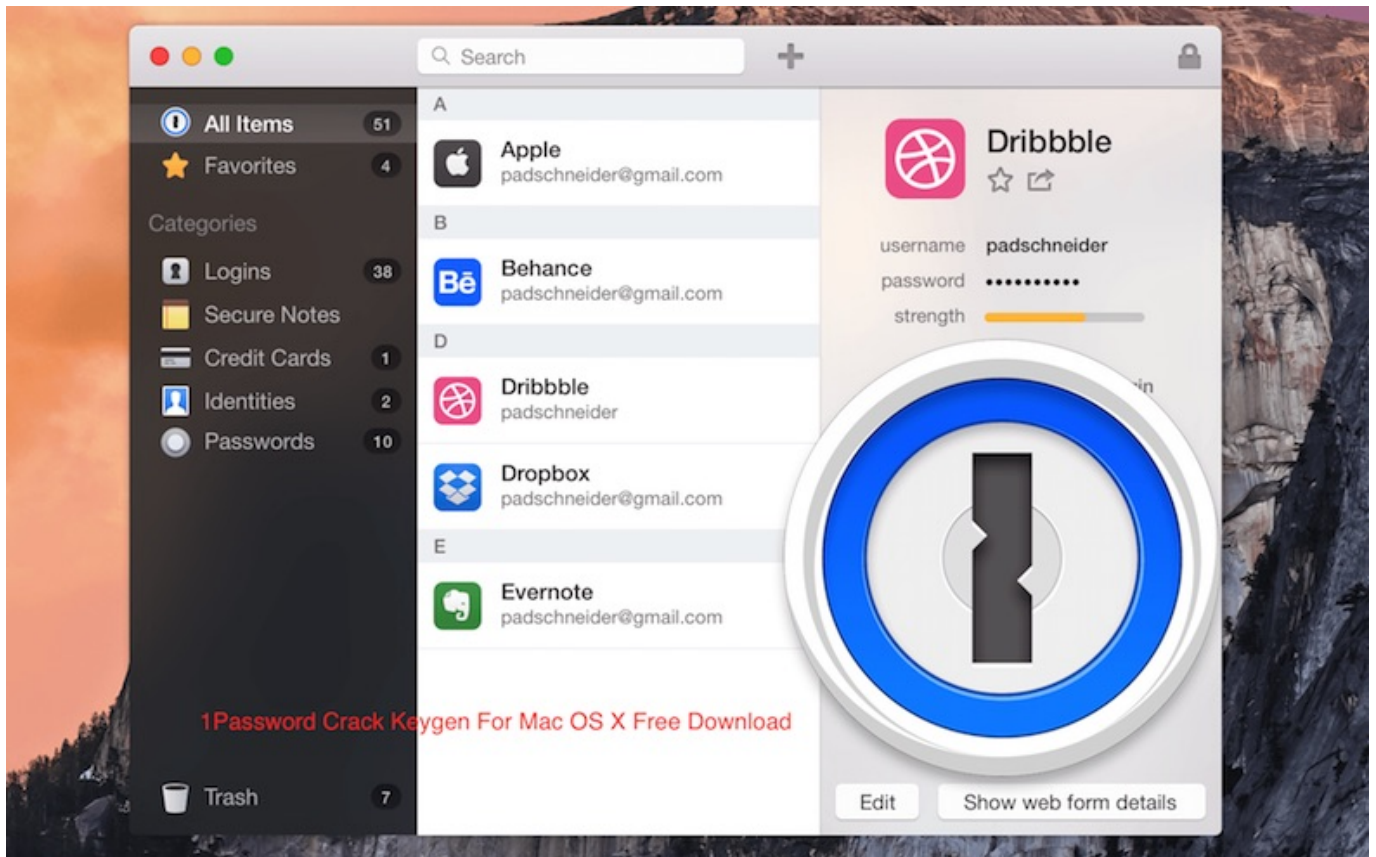 Search
All Items 51
Favorites 4
Categories
Logins 38
Secure Notes
Credit Cards 1
Identities 2
Passwords 10
Trash 7
A
Apple
padschneider@gmail.com
B
Bē
Behance
padschneider@gmail.com
D
Dribbble
padschneider
Dropbox
padschneider@gmail.com
E
Evernote
padschneider@gmail.com
Dribbble
username padschneider
password ••••••••••
strength
1Password Crack Keygen For Mac OS X Free Download
Edit
Show web form details